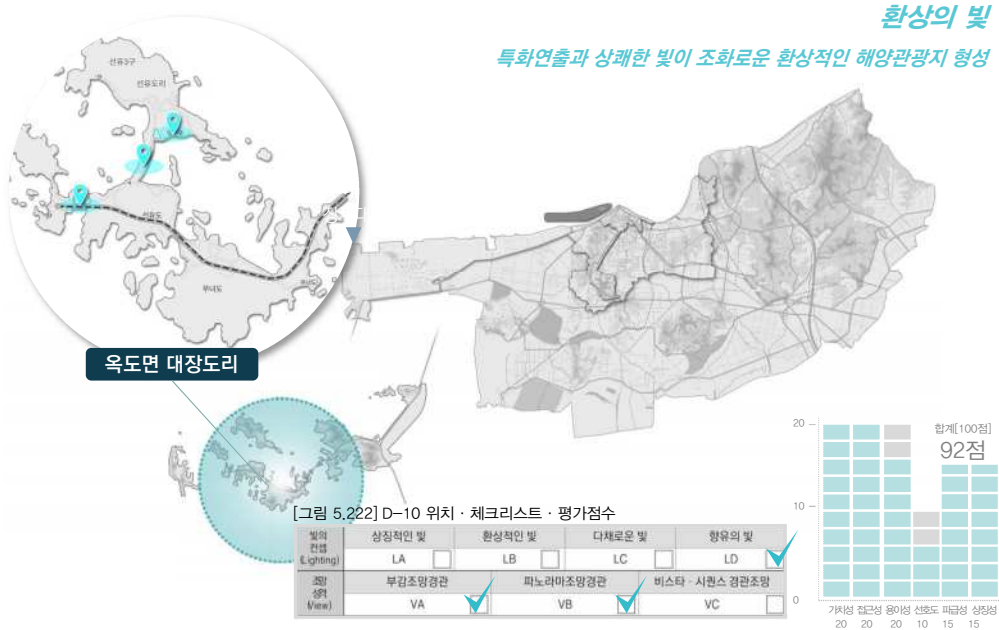 환상의 빛
특화연출과 상쾌한 빛이 조화로운 환상적인 해양관광지 형성
선유3구
선유도리
선유도
무녀도
옥도면 대장도리
[그림 5.222] D-10 위치 · 체크리스트 · 평가점수
빛의 컨셉 (Lighting)
상징적인 빛 환상적인 빛 다채로운 빛 향유의 빛
LA LB LC LD
조망 성격 (View)
부감조망경관 파노라마조망경관 비스타 · 시퀀스 경관조망
VA VB VC
20
10
0
합계[100점]
92점
가치성 접근성 용이성 선호도 파급성 상징성
20 20 20 10 15 15